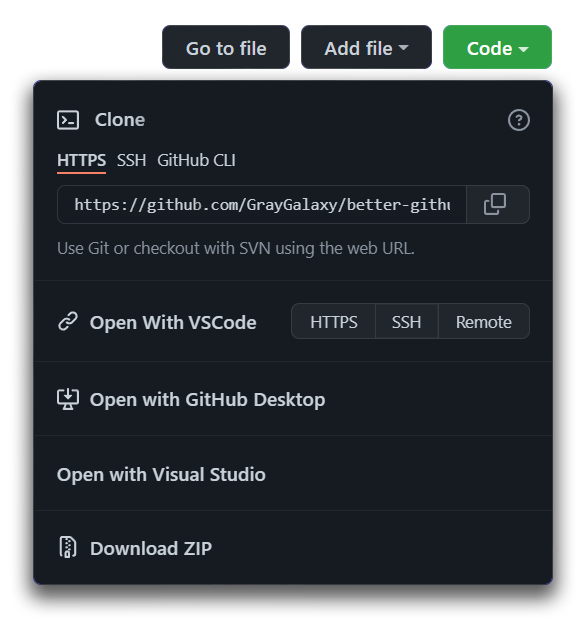 Go to file Add file Code
Clone
HTTPS SSH GitHub CLI
https://github.com/GrayGalaxy/better-githu
Use Git or checkout with SVN using the web URL.
Open With VSCode HTTPS SSH Remote
Open with GitHub Desktop
Open with Visual Studio
Download ZIP